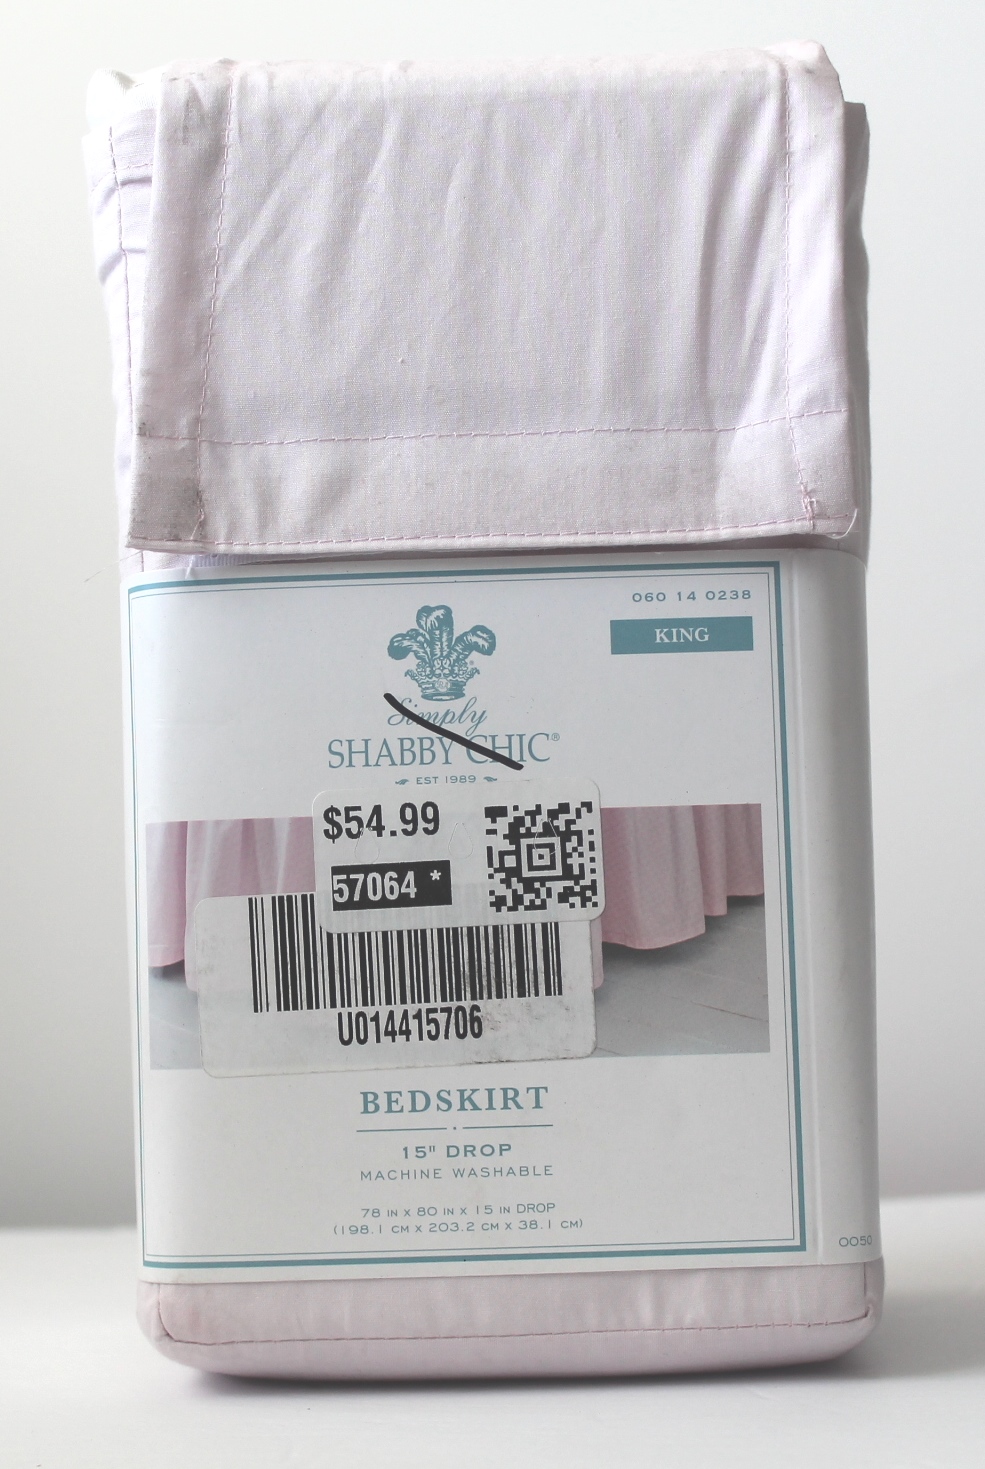 060 14 0238
KING
Simply
SHABBY CHIC®
EST 1989
$54.99
57064 *
U014415706
BEDSKIRT
15" DROP
MACHINE WASHABLE
78 IN X 80 IN X 15 IN DROP
(198.1 CM X 203.2 CM X 38.1 CM)
0050